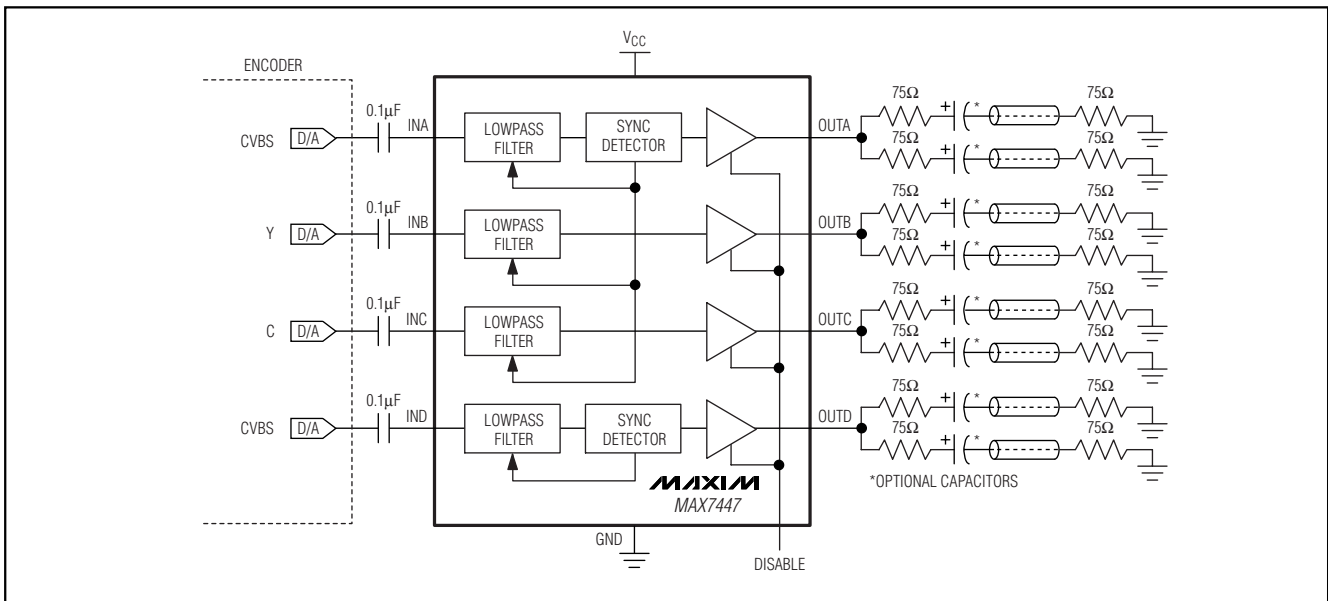 VCC
ENCODER
CVBS D/A 0.1µF INA LOWPASS FILTER SYNC DETECTOR OUTA 75Ω + * 75Ω
75Ω + * 75Ω
Y D/A 0.1µF INB LOWPASS FILTER OUTB 75Ω + * 75Ω
75Ω + * 75Ω
C D/A 0.1µF INC LOWPASS FILTER OUTC 75Ω + * 75Ω
75Ω + * 75Ω
CVBS D/A 0.1µF IND LOWPASS FILTER SYNC DETECTOR OUTD 75Ω + * 75Ω
75Ω + * 75Ω
*OPTIONAL CAPACITORS
MAXIM
MAX7447
GND
DISABLE